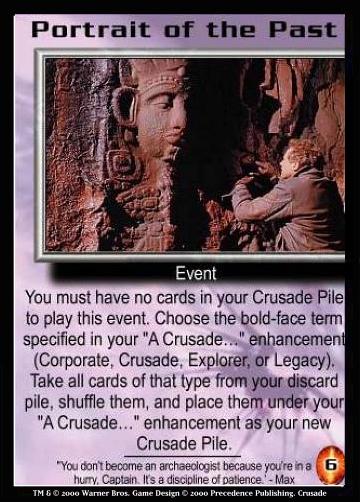 Portrait of the Past
Event
You must have no cards in your Crusade Pile
to play this event. Choose the bold-face term
specified in your "A Crusade..." enhancement
(Corporate, Crusade, Explorer, or Legacy).
Take all cards of that type from your discard
pile, shuffle them, and place them under your
"A Crusade..." enhancement as your new
Crusade Pile.
6
"You don't become an archaeologist because you're in a
hurry, Captain. It's a discipline of patience.' - Max
TM & © 2000 Warner Bros. Game Design © 2000 Precedence Publishing. Crusade